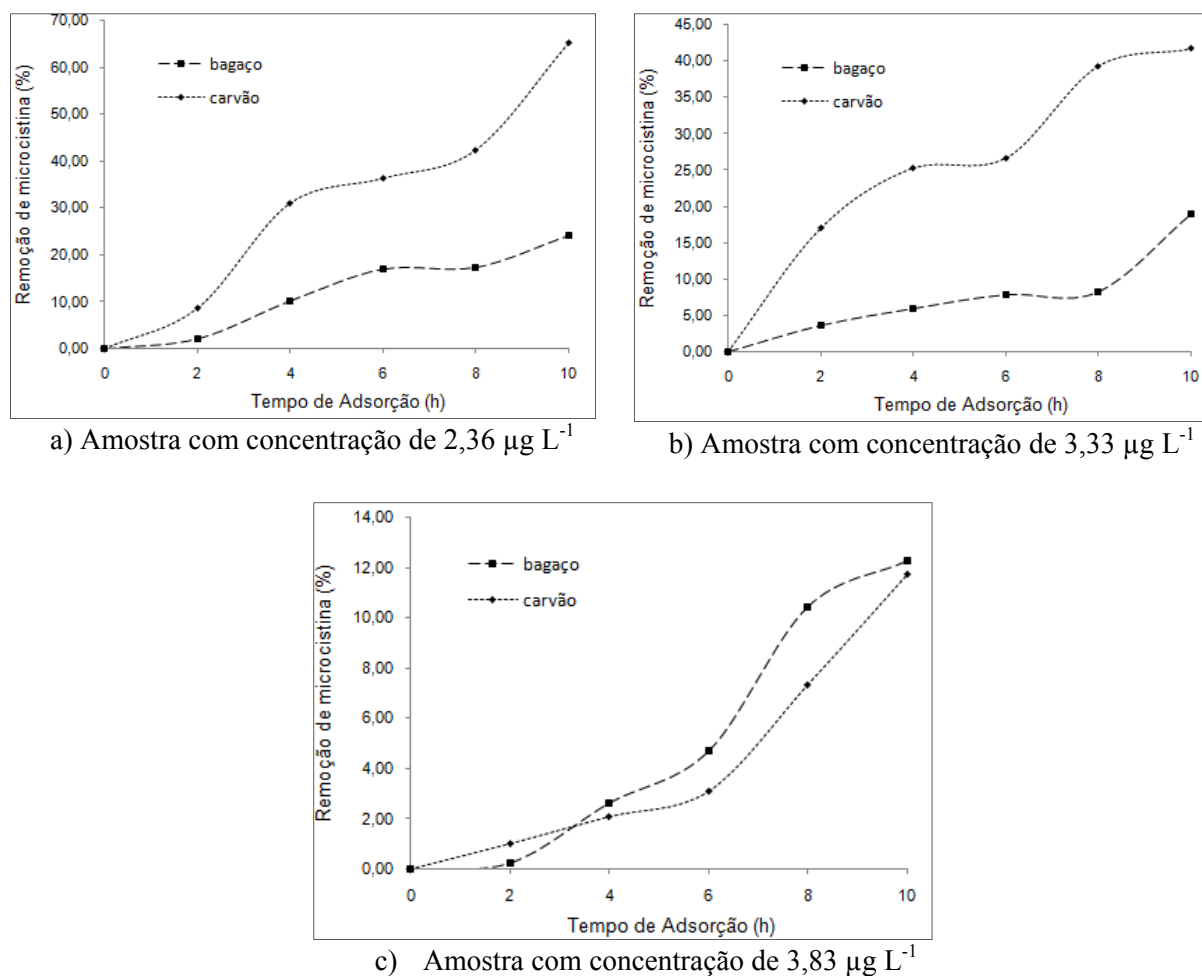 70,00
60,00
50,00
40,00
30,00
20,00
10,00
0,00
Remoção de microcistina (%)
bagaço
carvão
0 2 4 6 8 10
Tempo de Adsorção (h)
a) Amostra com concentração de 2,36 µg L-1
45,00
40,00
35,00
30,00
25,00
20,00
15,00
10,00
5,00
0,00
Remoção de microcistina (%)
bagaço
carvão
0 2 4 6 8 10
Tempo de Adsorção (h)
b) Amostra com concentração de 3,33 µg L-1
14,00
12,00
10,00
8,00
6,00
4,00
2,00
0,00
Remoção de microcistina (%)
bagaço
carvão
0 2 4 6 8 10
Tempo de Adsorção (h)
c) Amostra com concentração de 3,83 µg L-1